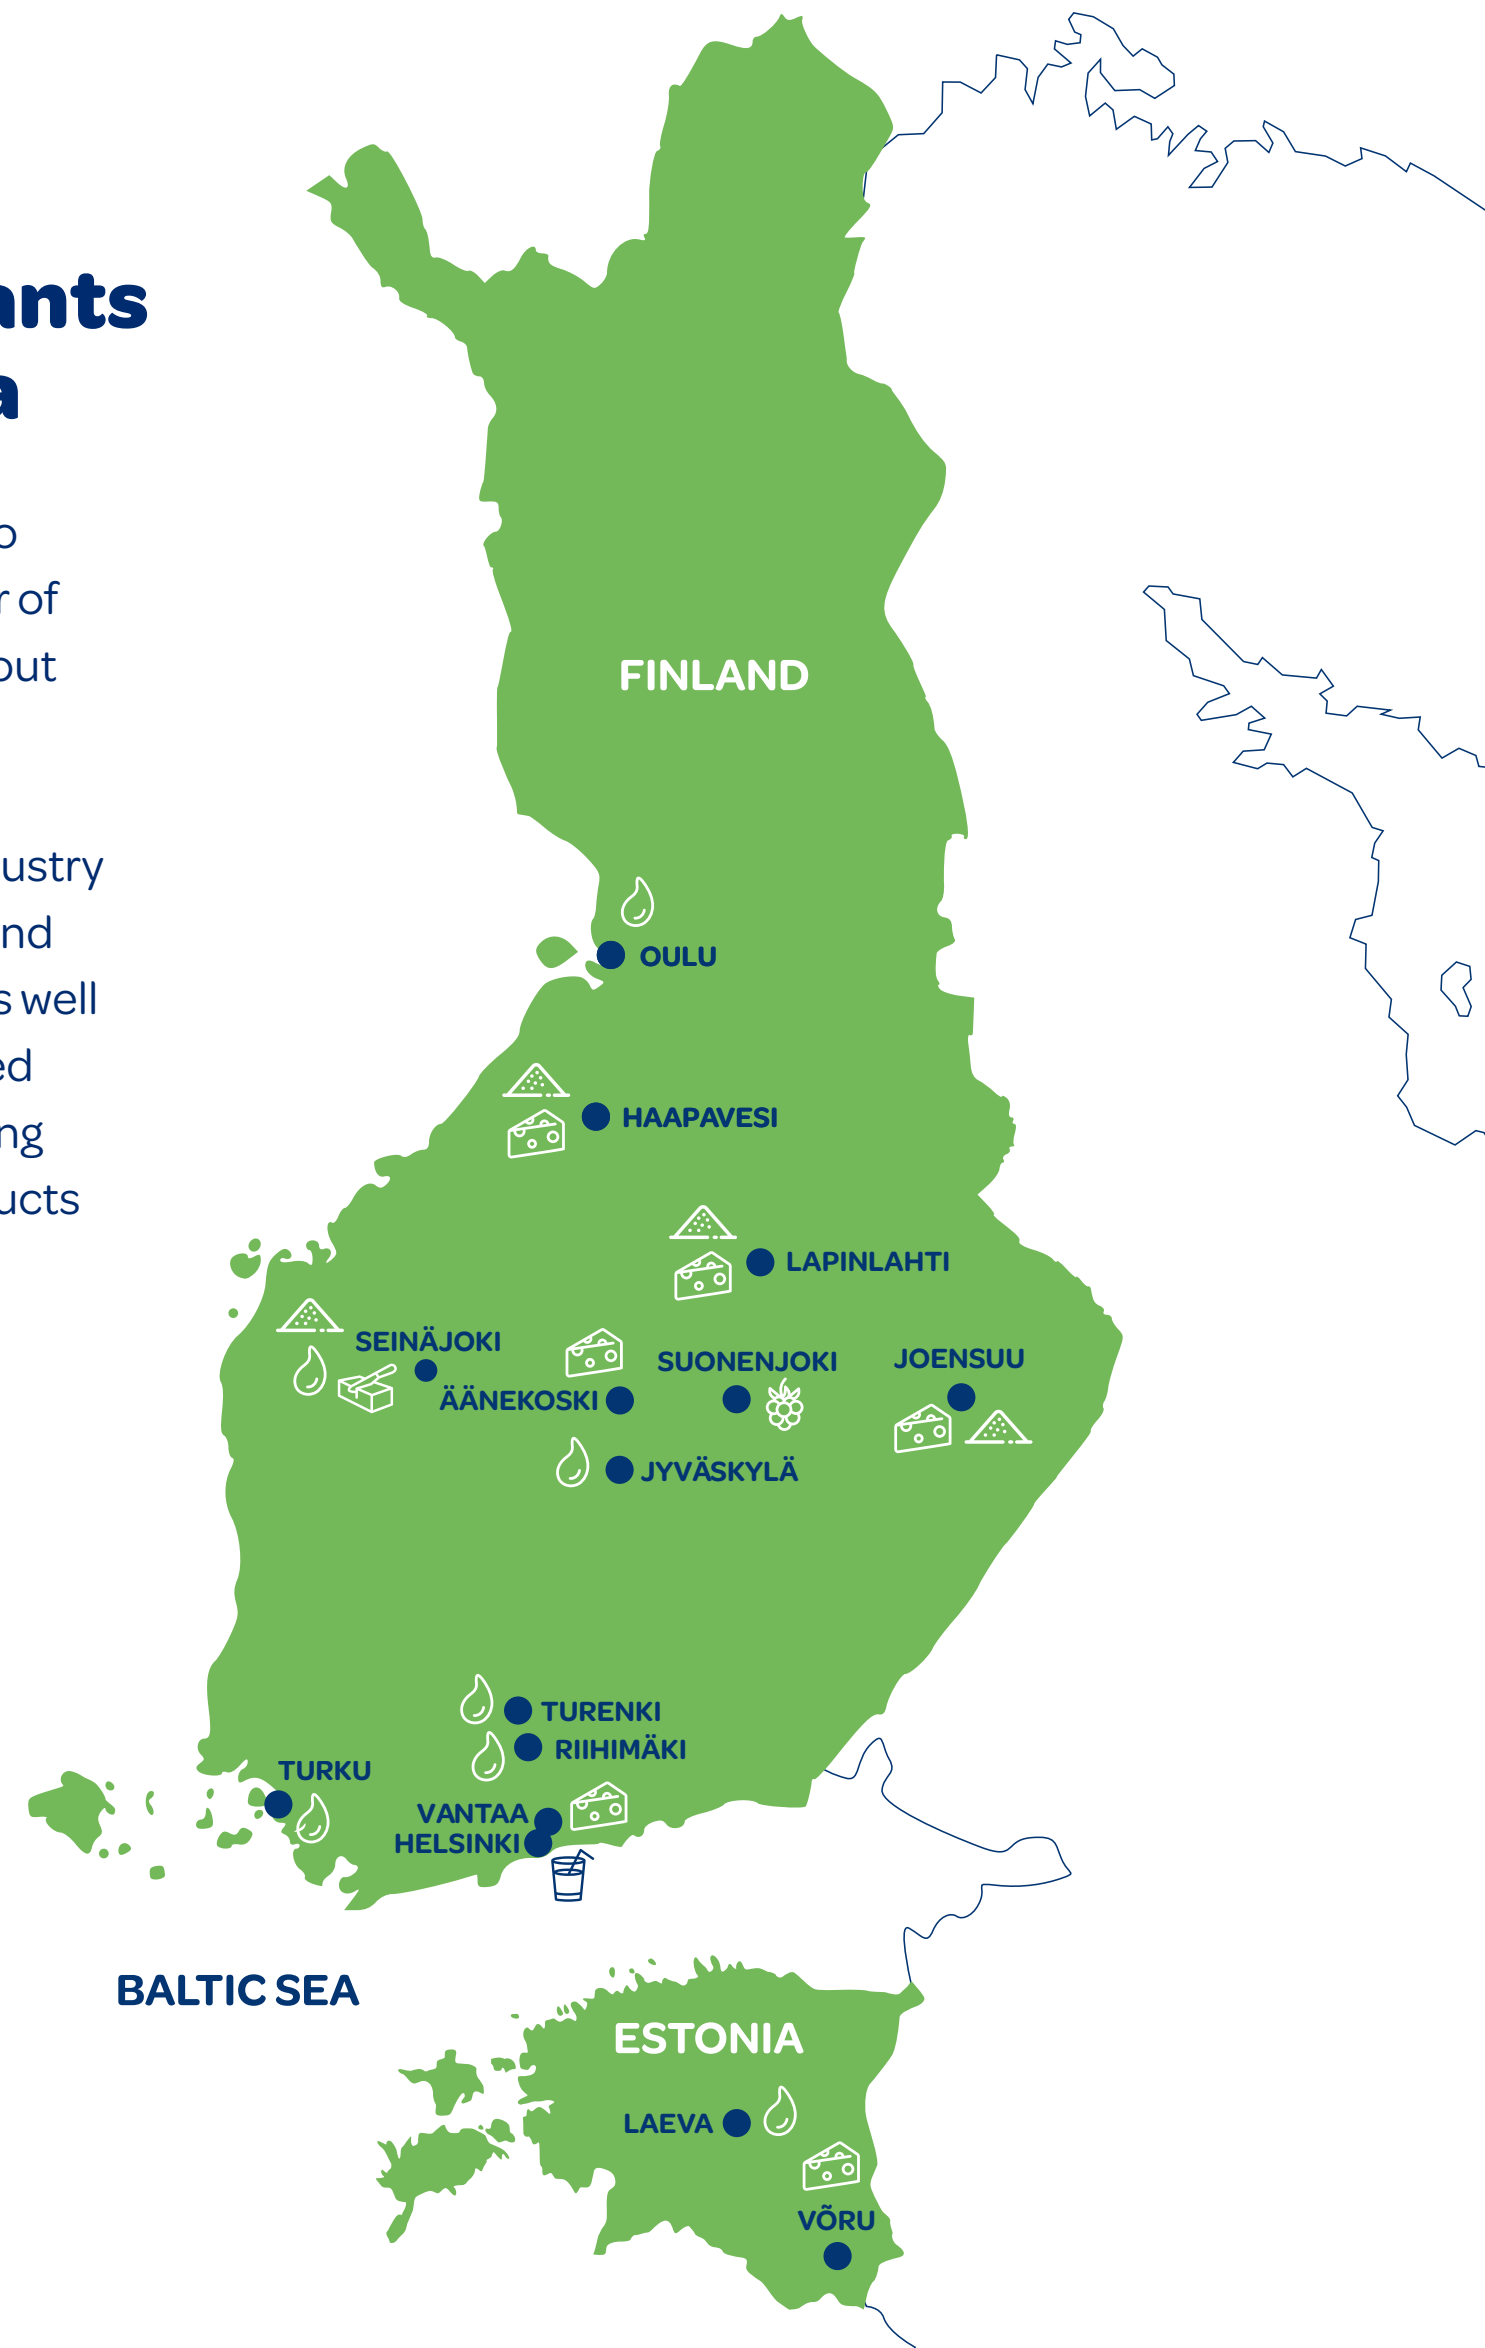 ants
a
o
r of
out
ustry
nd
s well
ed
ng
ucts
FINLAND
OULU
HAAPAVESI
LAPINLAHTI
SEINÄJOKI
ÄÄNEKOSKI
SUONENJOKI
JOENSUU
JYVÄSKYLÄ
TURENKI
RIIHIMÄKI
TURKU
VANTAA
HELSINKI
BALTIC SEA
ESTONIA
LAEVA
VÕRU